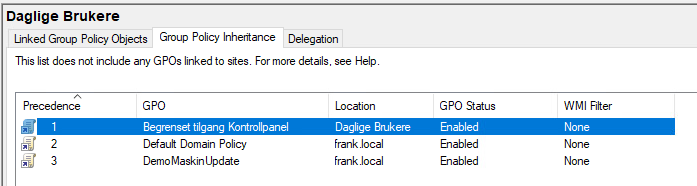 Daglige Brukere
Linked Group Policy Objects Group Policy Inheritance Delegation
This list does not include any GPOs linked to sites. For more details, see Help.
Precedence GPO Location GPO Status WMI Filter
1 Begrenset tilgang Kontrollpanel Daglige Brukere Enabled None
2 Default Domain Policy frank.local Enabled None
3 DemoMaskinUpdate frank.local Enabled None